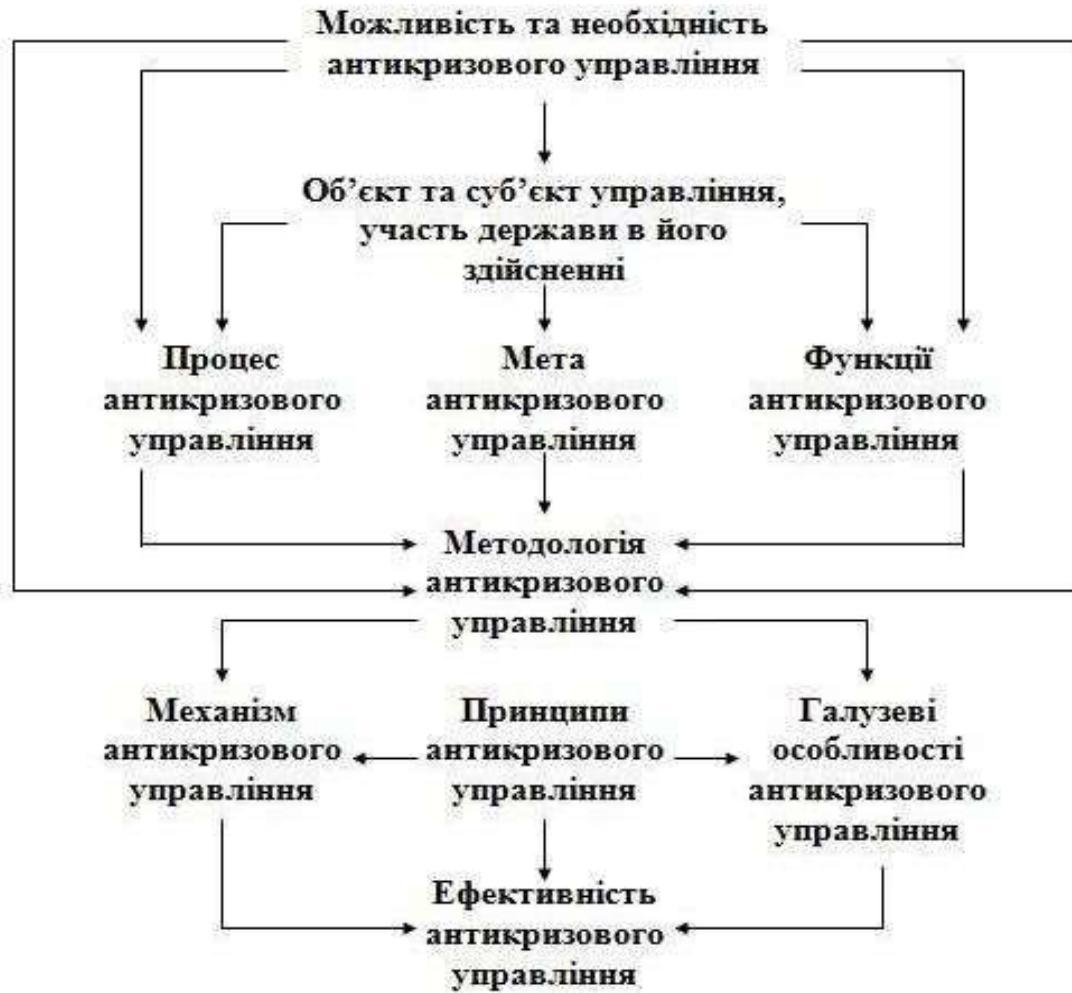 Можливість та необхідність
антикризового управління
Об’єкт та суб’єкт управління,
участь держави в його
здійсненні
Процес
антикризового
управління
Мета
антикризового
управління
Функції
антикризового
управління
Методологія
антикризового
управління
Механізм
антикризового
управління
Принципи
антикризового
управління
Галузеві
особливості
антикризового
управління
Ефективність
антикризового
управління